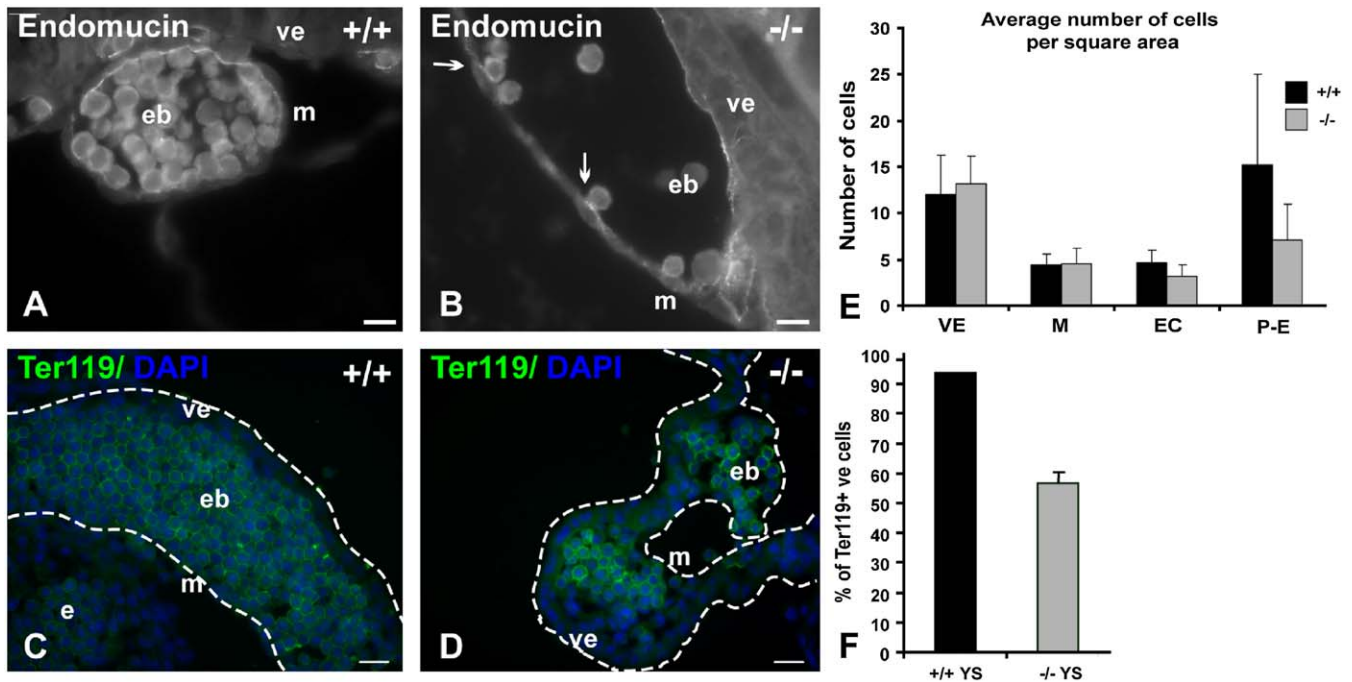 Endomucin ve +/+
eb m
A
Endomucin -/-
ve
eb
m
B
Average number of cells
per square area
Number of cells
30
25
20
15
10
5
0
+/+
-/-
VE M EC P-E
E
Ter119/ DAPI +/+
ve
eb
m
e
C
Ter119/ DAPI -/-
eb
m
ve
D
% of Ter119+ ve cells
100
90
80
70
60
50
40
30
20
10
0
+/+ YS -/- YS
F